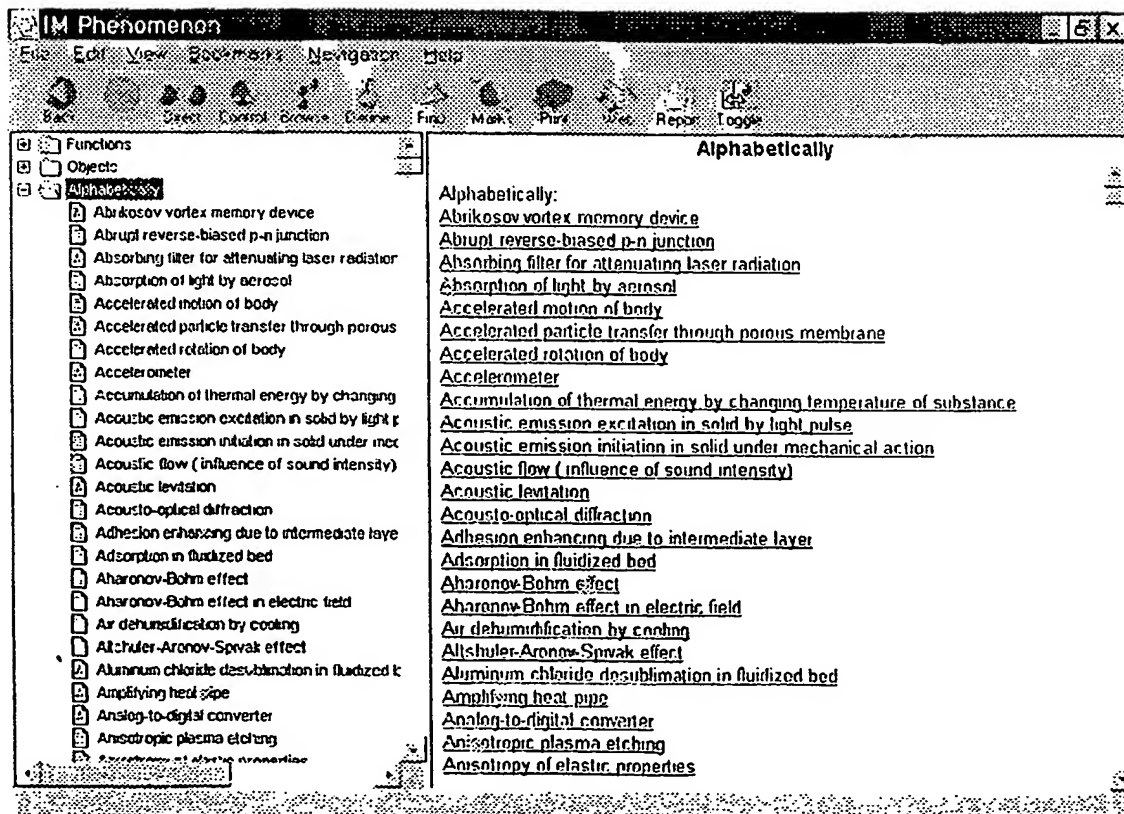 IM Phenomenon
File Edit View Bookmarks Navigation Help
Back Direct Control Browse Find Marks Print Web Report Toggle
Functions
Objects
Alphabetically
Abrikosov vortex memory device
Abrupt reverse-biased p-n junction
Absorbing filter for attenuating laser radiation
Absorption of light by aerosol
Accelerated motion of body
Accelerated particle transfer through porous
Accelerated rotation of body
Accelerometer
Accumulation of thermal energy by changing
Acoustic emission excitation in solid by light p
Acoustic emission initiation in solid under mec
Acoustic flow ( influence of sound intensity)
Acoustic levitation
Acousto-optical diffraction
Adhesion enhancing due to intermediate laye
Adsorption in fluidized bed
Aharonov-Bohm effect
Aharonov-Bohm effect in electric field
Air dehumidification by cooling
Altshuler-Aronov-Spivak effect
Aluminum chloride desublimation in fluidized b
Amplifying heat pipe
Analog-to-digital converter
Anisotropic plasma etching
Anisotropy of elastic properties
Alphabetically
Alphabetically:
Abrikosov vortex memory device
Abrupt reverse-biased p-n junction
Absorbing filter for attenuating laser radiation
Absorption of light by aerosol
Accelerated motion of body
Accelerated particle transfer through porous membrane
Accelerated rotation of body
Accelerometer
Accumulation of thermal energy by changing temperature of substance
Acoustic emission excitation in solid by light pulse
Acoustic emission initiation in solid under mechanical action
Acoustic flow ( influence of sound intensity)
Acoustic levitation
Acousto-optical diffraction
Adhesion enhancing due to intermediate layer
Adsorption in fluidized bed
Aharonov-Bohm effect
Aharonov-Bohm effect in electric field
Air dehumidification by cooling
Altshuler-Aronov-Spivak effect
Aluminum chloride desublimation in fluidized bed
Amplifying heat pipe
Analog-to-digital converter
Anisotropic plasma etching
Anisotropy of elastic properties